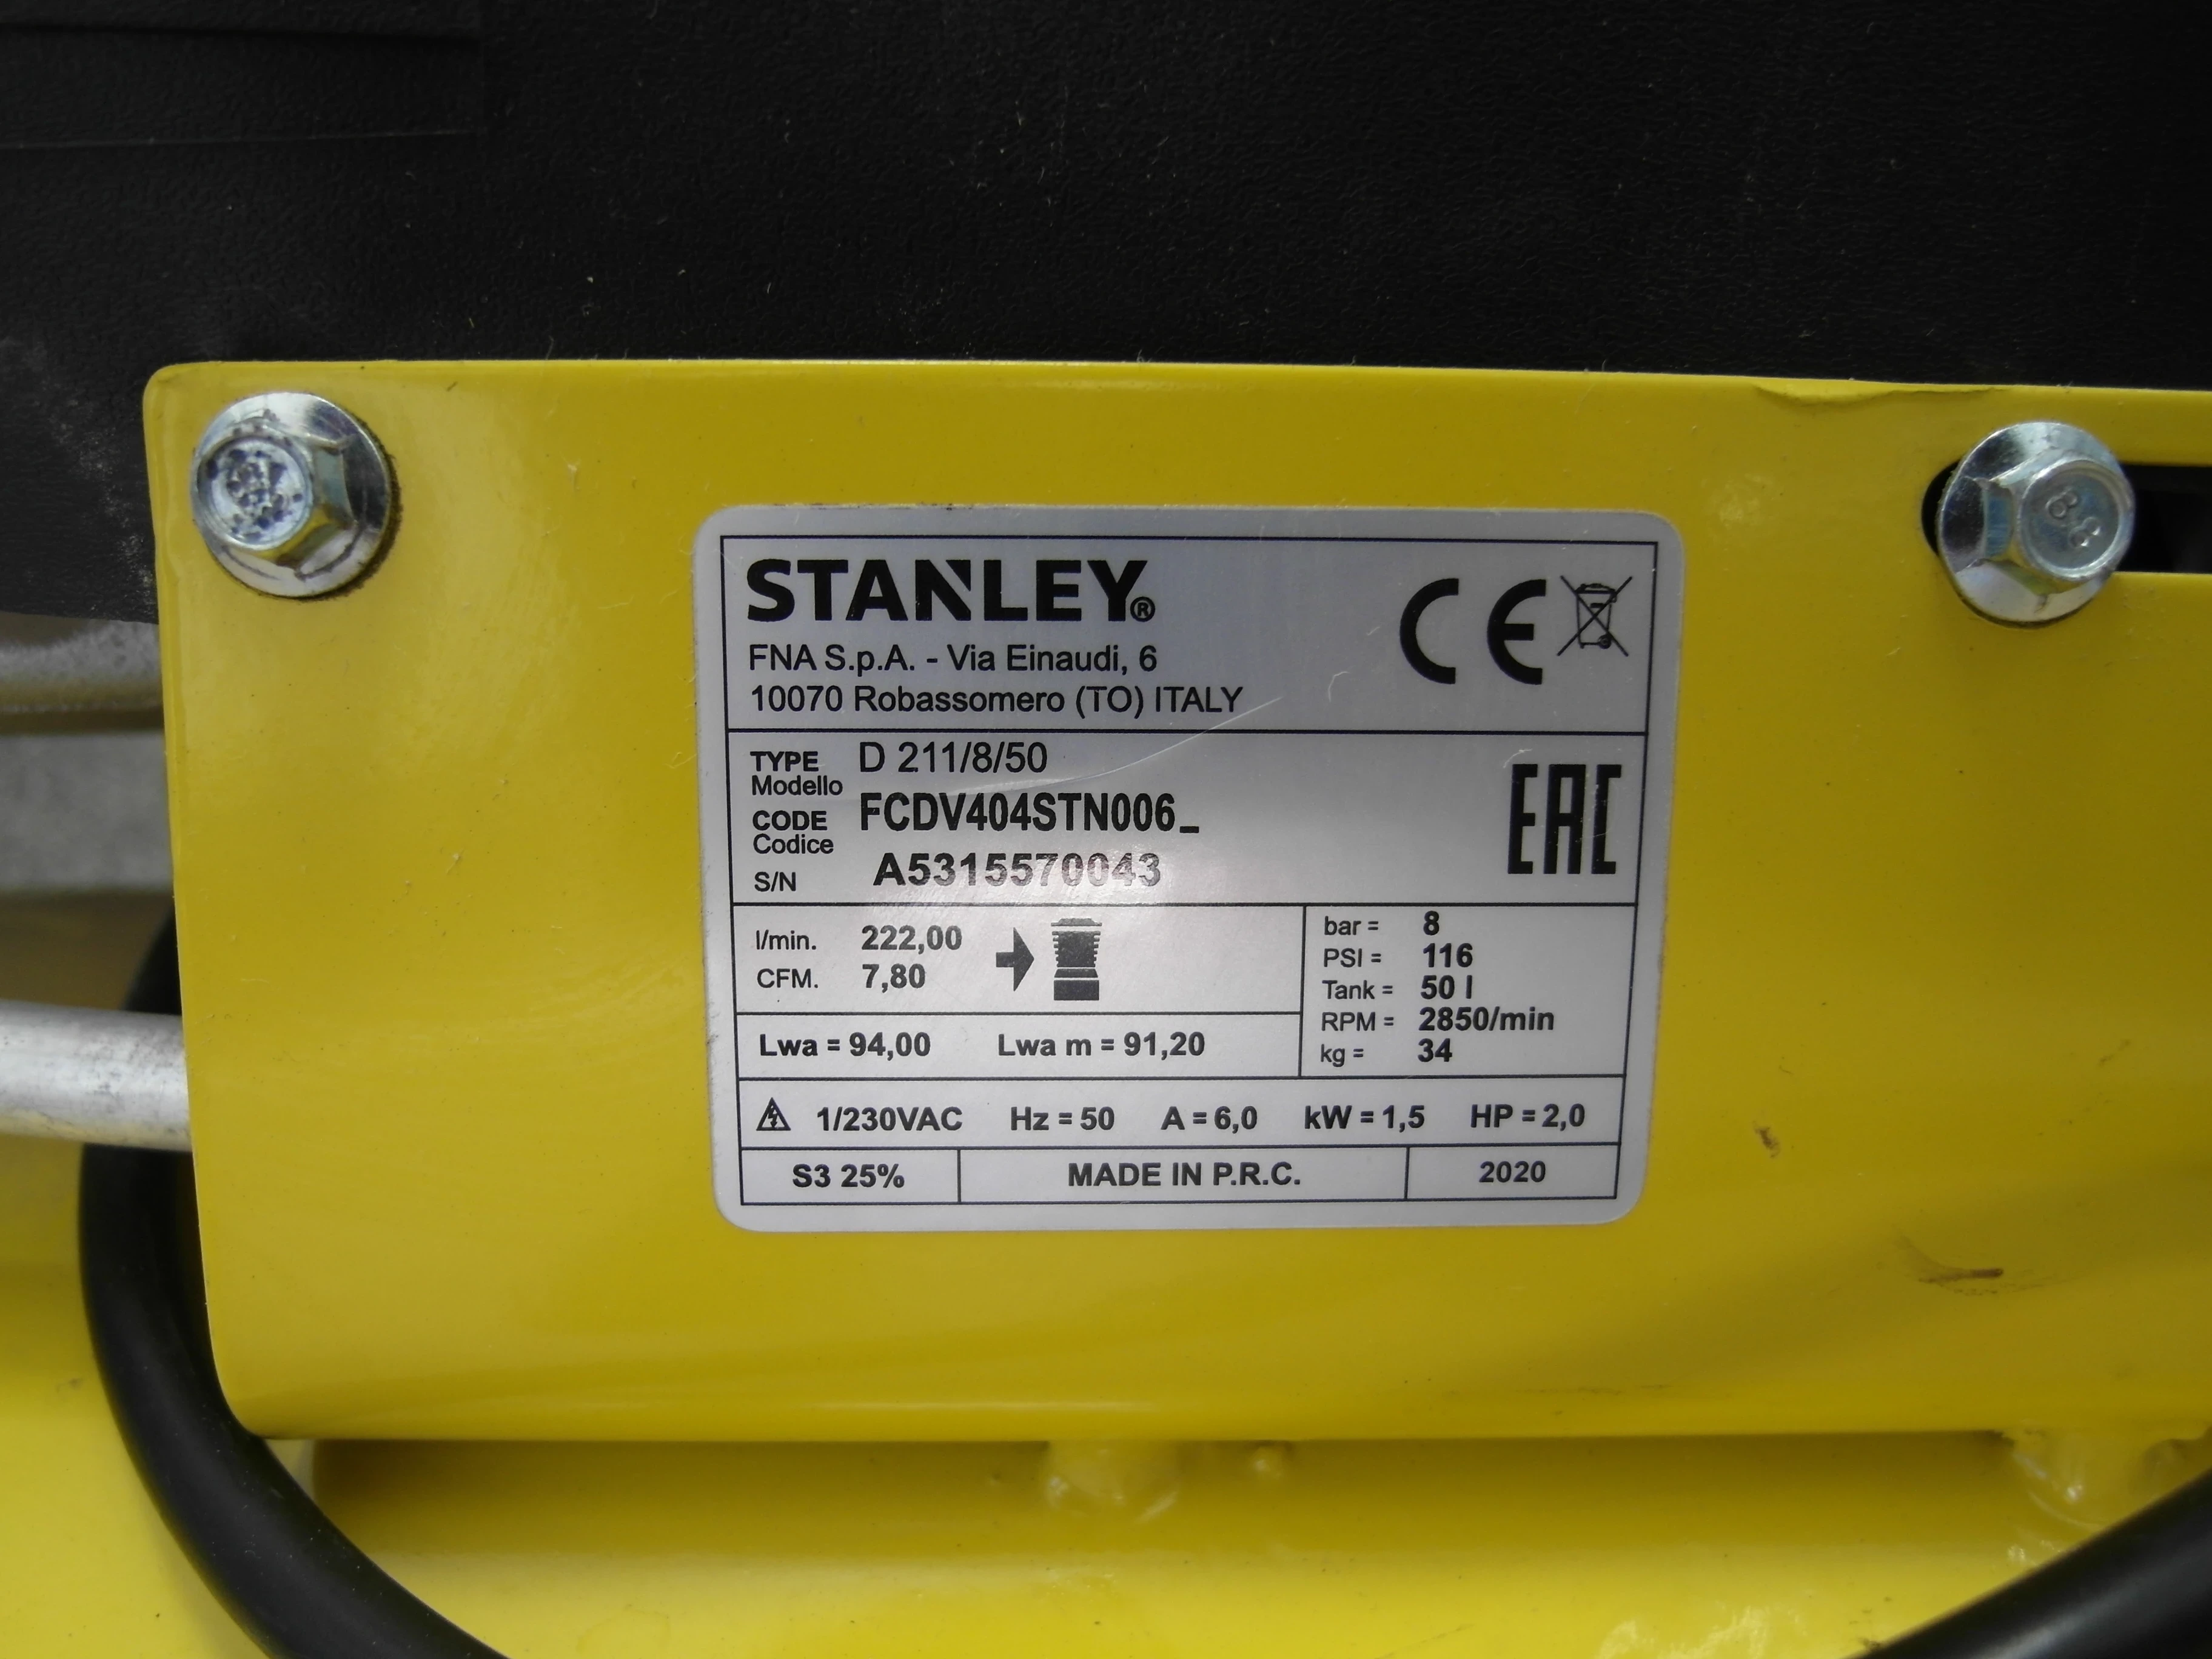 STANLEY®
FNA S.p.A. - Via Einaudi, 6
10070 Robassomero (TO) ITALY
CE
TYPE D 211/8/50
Modello
CODE FCDV404STN006_
Codice
S/N A5315570043
EAC
l/min. 222,00
CFM. 7,80
Lwa = 94,00 Lwa m = 91,20
bar = 8
PSI = 116
Tank = 50 l
RPM = 2850/min
kg = 34
1/230VAC Hz = 50 A = 6,0 kW = 1,5 HP = 2,0
S3 25% MADE IN P.R.C. 2020